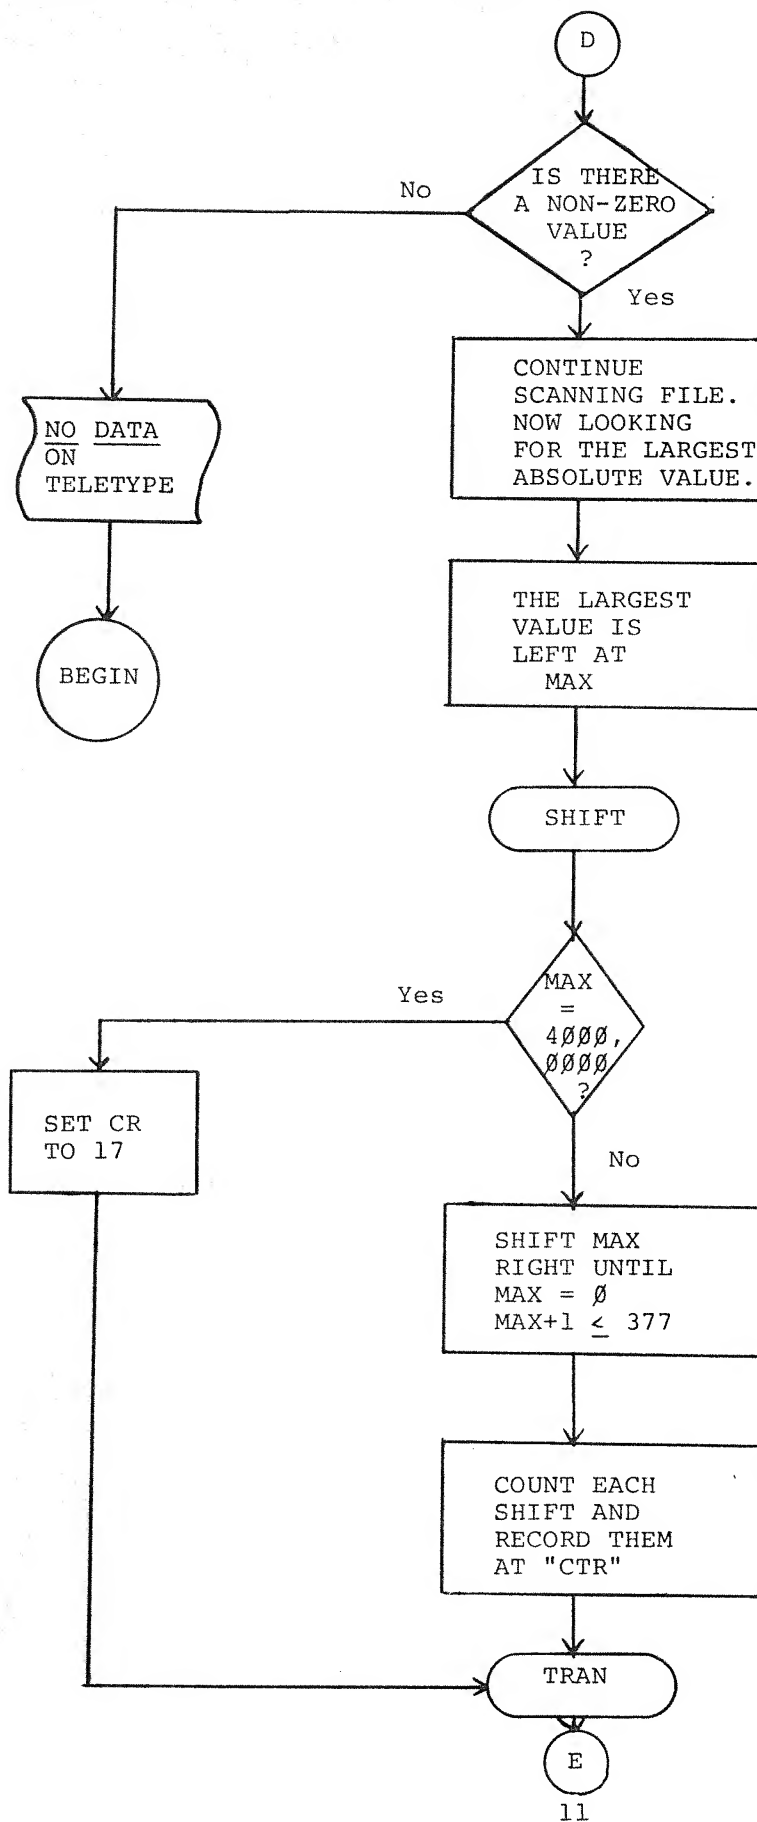 D
IS THERE
A NON-ZERO
VALUE
?
No
Yes
CONTINUE
SCANNING FILE.
NOW LOOKING
FOR THE LARGEST
ABSOLUTE VALUE.
NO DATA
ON
TELETYPE
THE LARGEST
VALUE IS
LEFT AT
MAX
BEGIN
SHIFT
MAX
=
4ØØØ,
ØØØØ
?
Yes
No
SET CR
TO 17
SHIFT MAX
RIGHT UNTIL
MAX = Ø
MAX+1 ≤ 377
COUNT EACH
SHIFT AND
RECORD THEM
AT "CTR"
TRAN
E
11